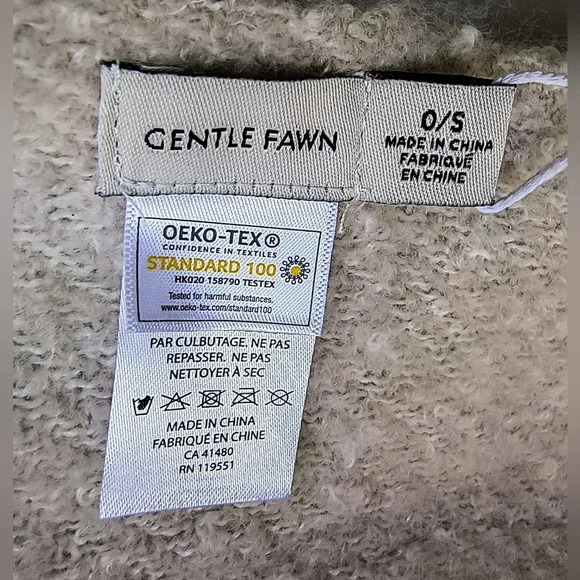 GENTLE FAWN
O/S
MADE IN CHINA
FABRIQUÉ
EN CHINE
OEKO-TEX®
CONFIDENCE IN TEXTILES
STANDARD 100
HK020 158790 TESTEX
Tested for harmful substances.
www.oeko-tex.com/standard100
PAR CULBUTAGE. NE PAS
REPASSER. NE PAS
NETTOYER À SEC
MADE IN CHINA
FABRIQUÉ EN CHINE
CA 41480
RN 119551